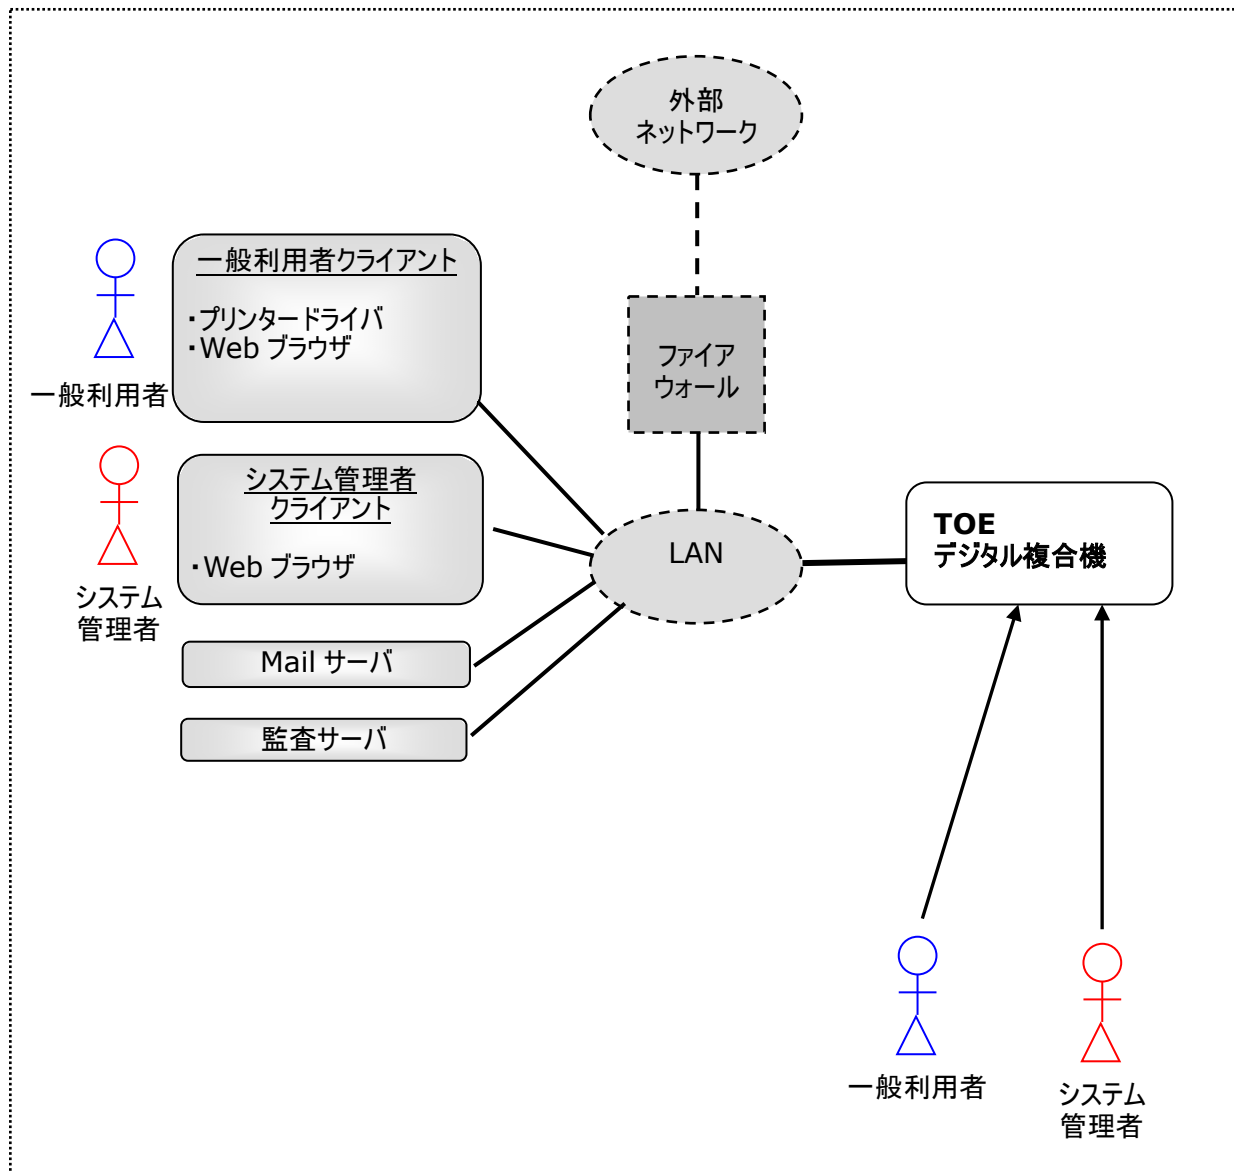 外部
ネットワーク
一般利用者クライアント
・プリンタードライバ
・Web ブラウザ
一般利用者
ファイア
ウォール
システム管理者
クライアント
・Web ブラウザ
システム
管理者
LAN
TOE
デジタル複合機
Mail サーバ
監査サーバ
一般利用者
システム
管理者